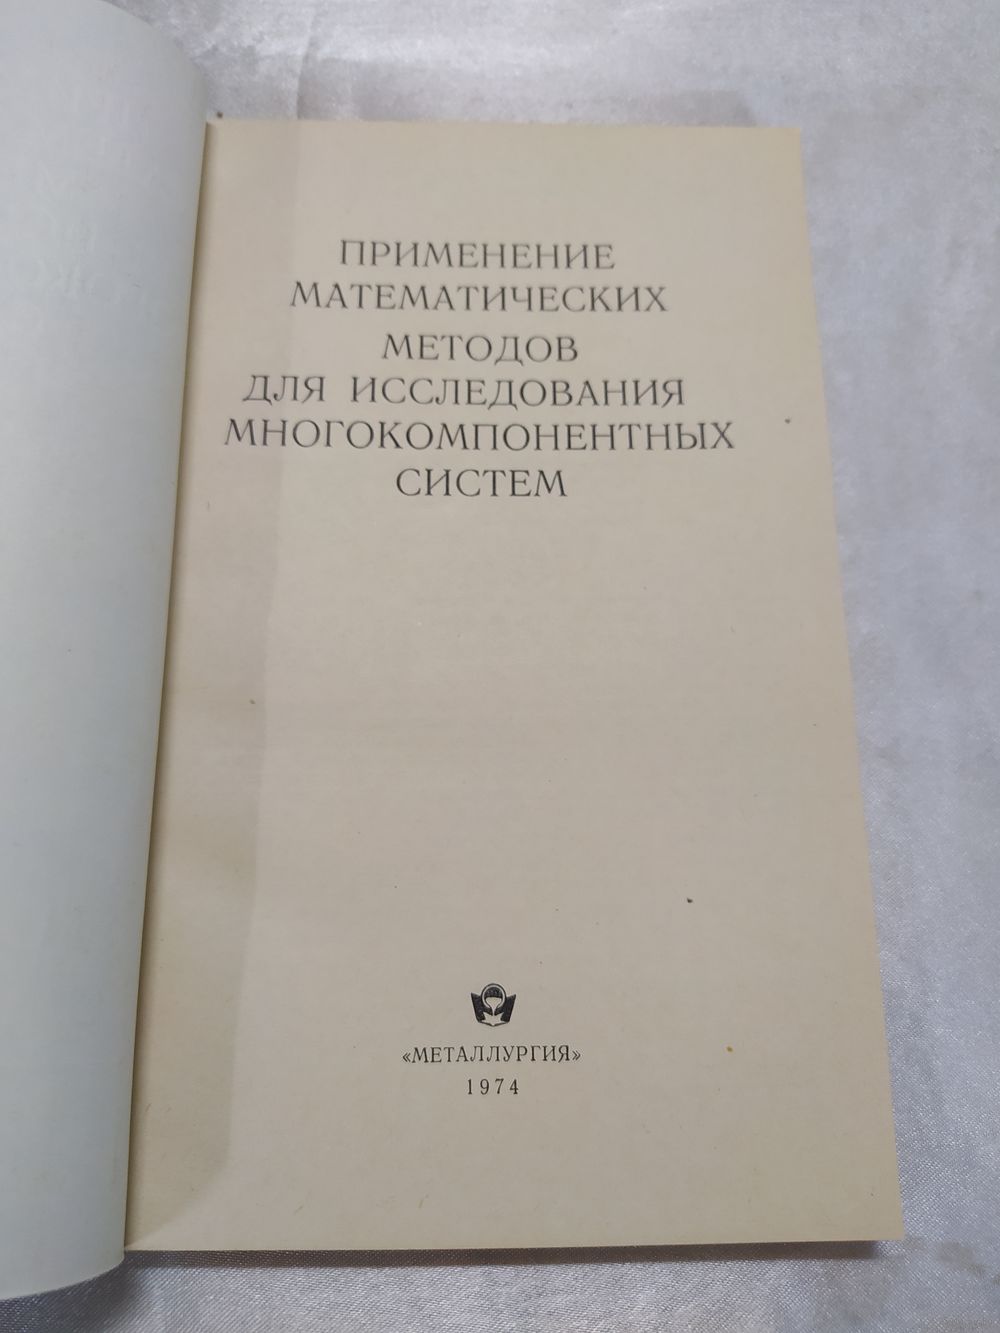 ПРИМЕНЕНИЕ
МАТЕМАТИЧЕСКИХ
МЕТОДОВ
ДЛЯ ИССЛЕДОВАНИЯ
МНОГОКОМПОНЕНТНЫХ
СИСТЕМ
«МЕТАЛЛУРГИЯ»
1974